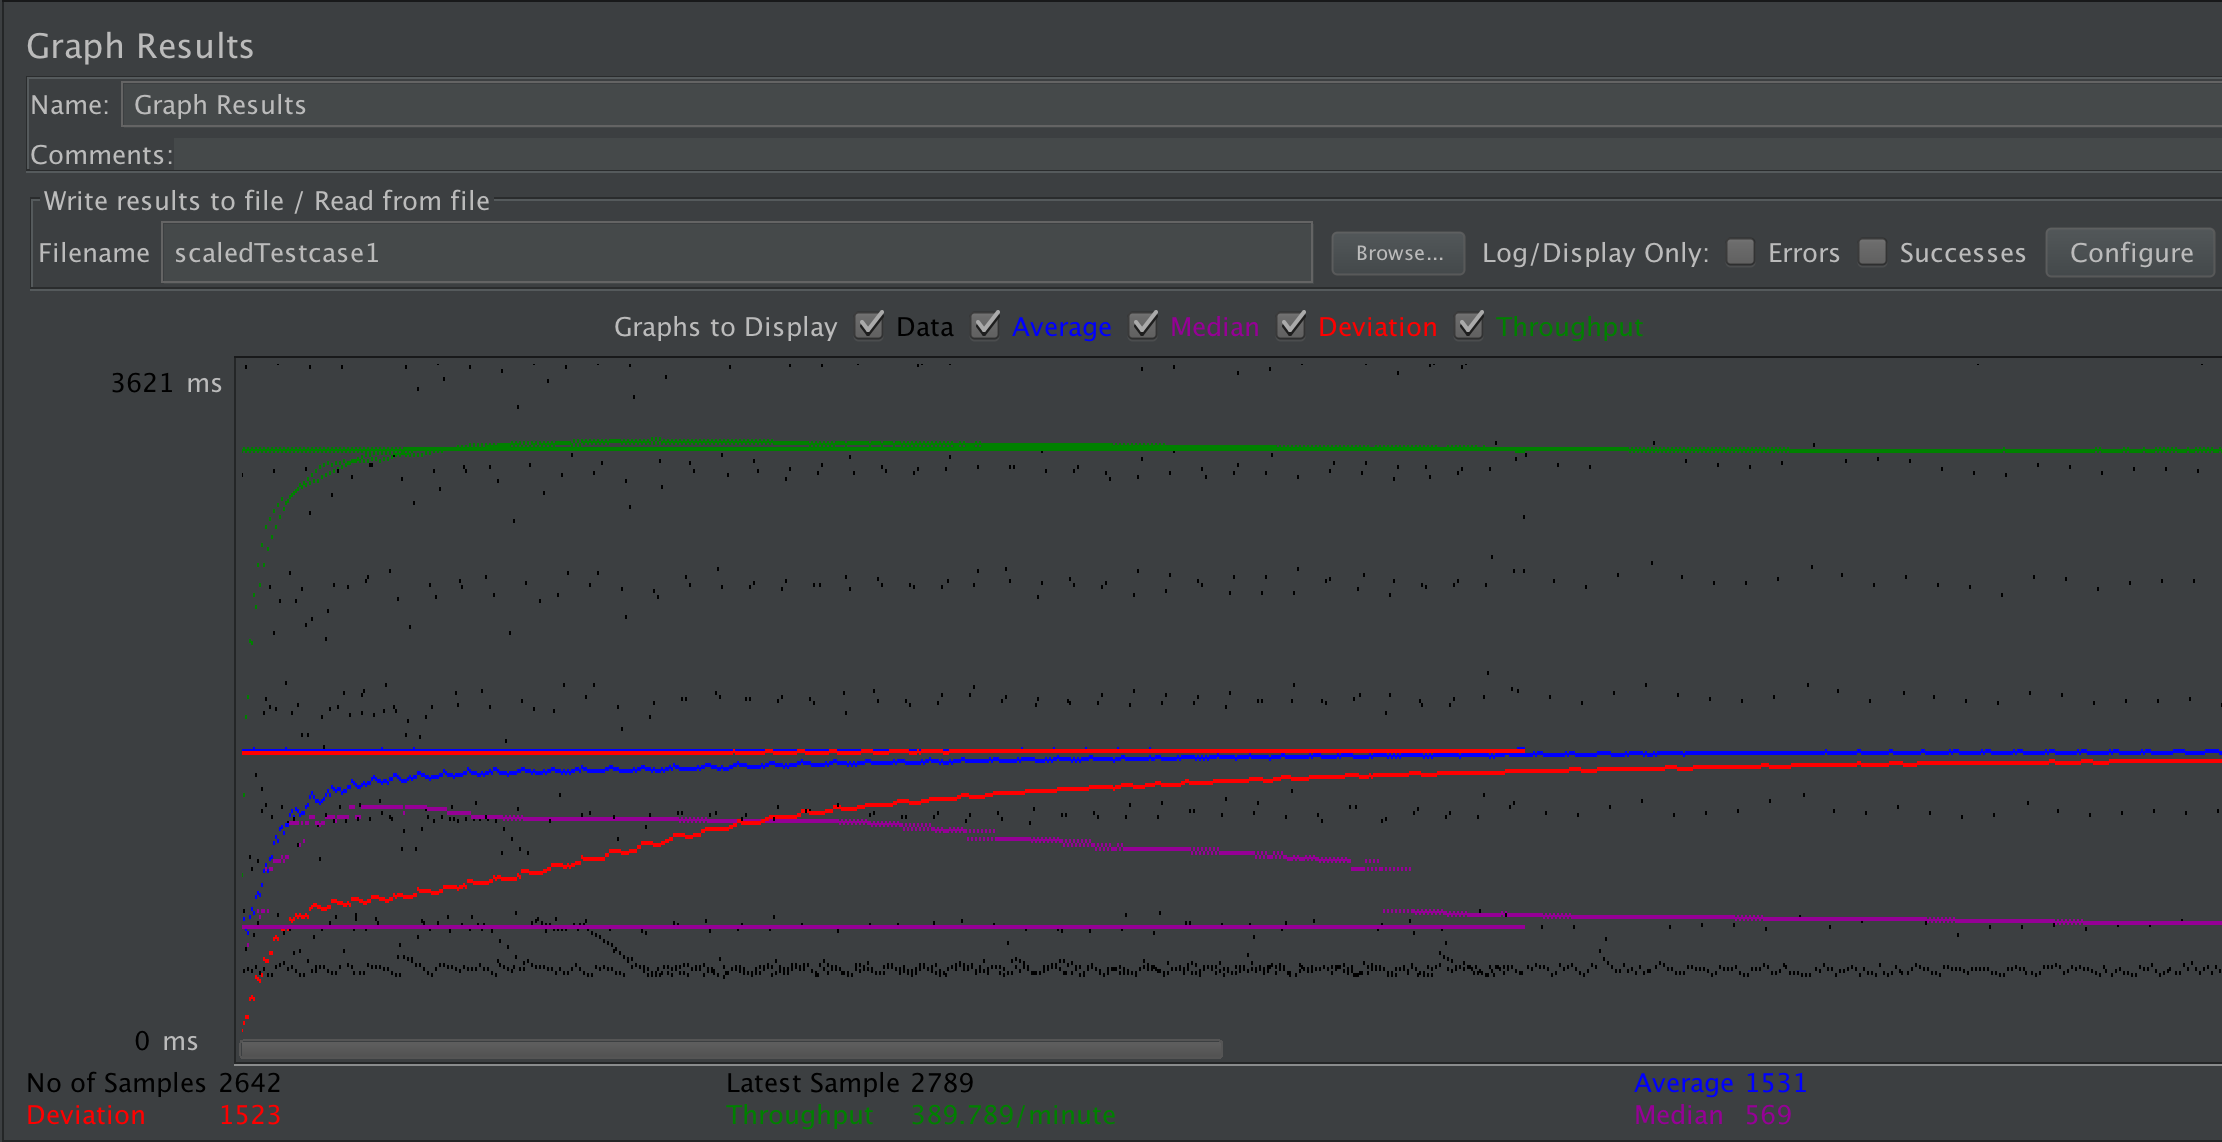 Graph Results
Name: Graph Results
Comments:
Write results to file / Read from file
Filename scaledTestcase1 Browse... Log/Display Only: Errors Successes Configure
Graphs to Display Data Average Median Deviation Throughput
3621 ms
0 ms
No of Samples 2642 Latest Sample 2789 Average 1531
Deviation 1523 Throughput 389.789/minute Median 569